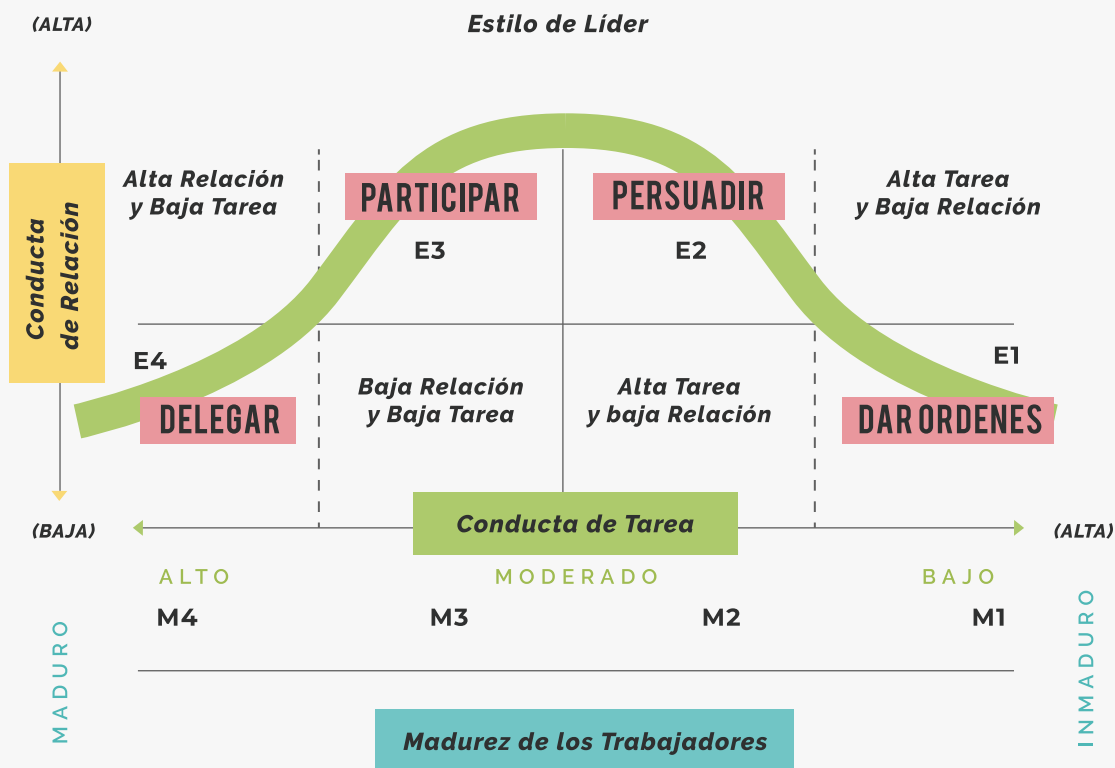 (ALTA)
Estilo de Líder
Conducta
de Relación
Alta Relación
y Baja Tarea
PARTICIPAR
E3
PERSUADIR
E2
Alta Tarea
y Baja Relación
E4
DELEGAR
Baja Relación
y Baja Tarea
Alta Tarea
y baja Relación
E1
DAR ORDENES
(BAJA)
Conducta de Tarea
(ALTA)
ALTO
MODERADO
BAJO
M4
M3
M2
M1
MADURO
INMADURO
Madurez de los Trabajadores